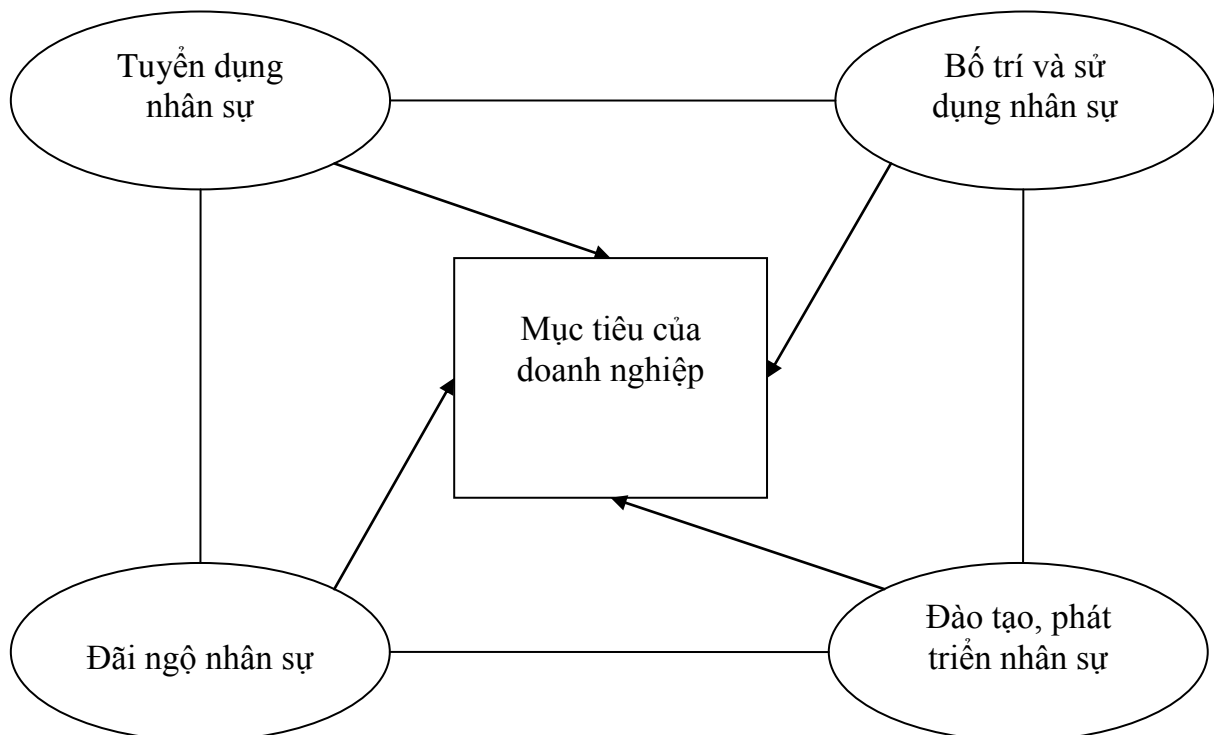 Tuyển dụng
nhân sự
Bố trí và sử
dụng nhân sự
Mục tiêu của
doanh nghiệp
Đãi ngộ nhân sự
Đào tạo, phát
triển nhân sự